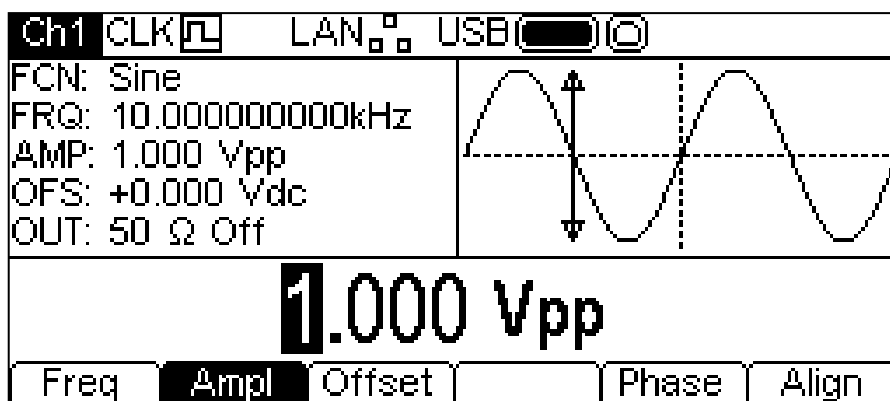 Ch1 CLK LAN USB
FCN: Sine
FRQ: 10.000000000kHz
AMP: 1.000 Vpp
OFS: +0.000 Vdc
OUT: 50 Ω Off
1.000 Vpp
Freq Ampl Offset Phase Align